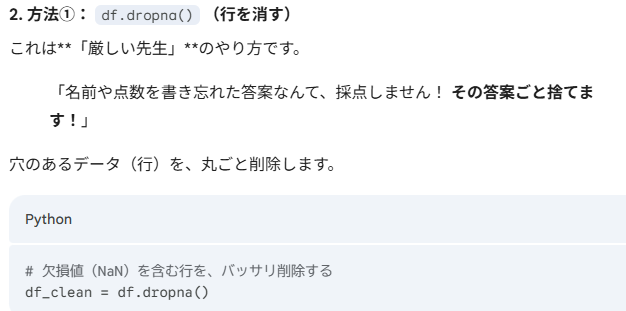 2. 方法①： df.dropna() （行を消す）
これは**「厳しい先生」**のやり方です。
「名前や点数を書き忘れた答案なんて、採点しません！ その答案ごと捨てま
す！」
穴のあるデータ（行）を、丸ごと削除します。
Python
# 欠損値（NaN）を含む行を、バッサリ削除する
df_clean = df.dropna()